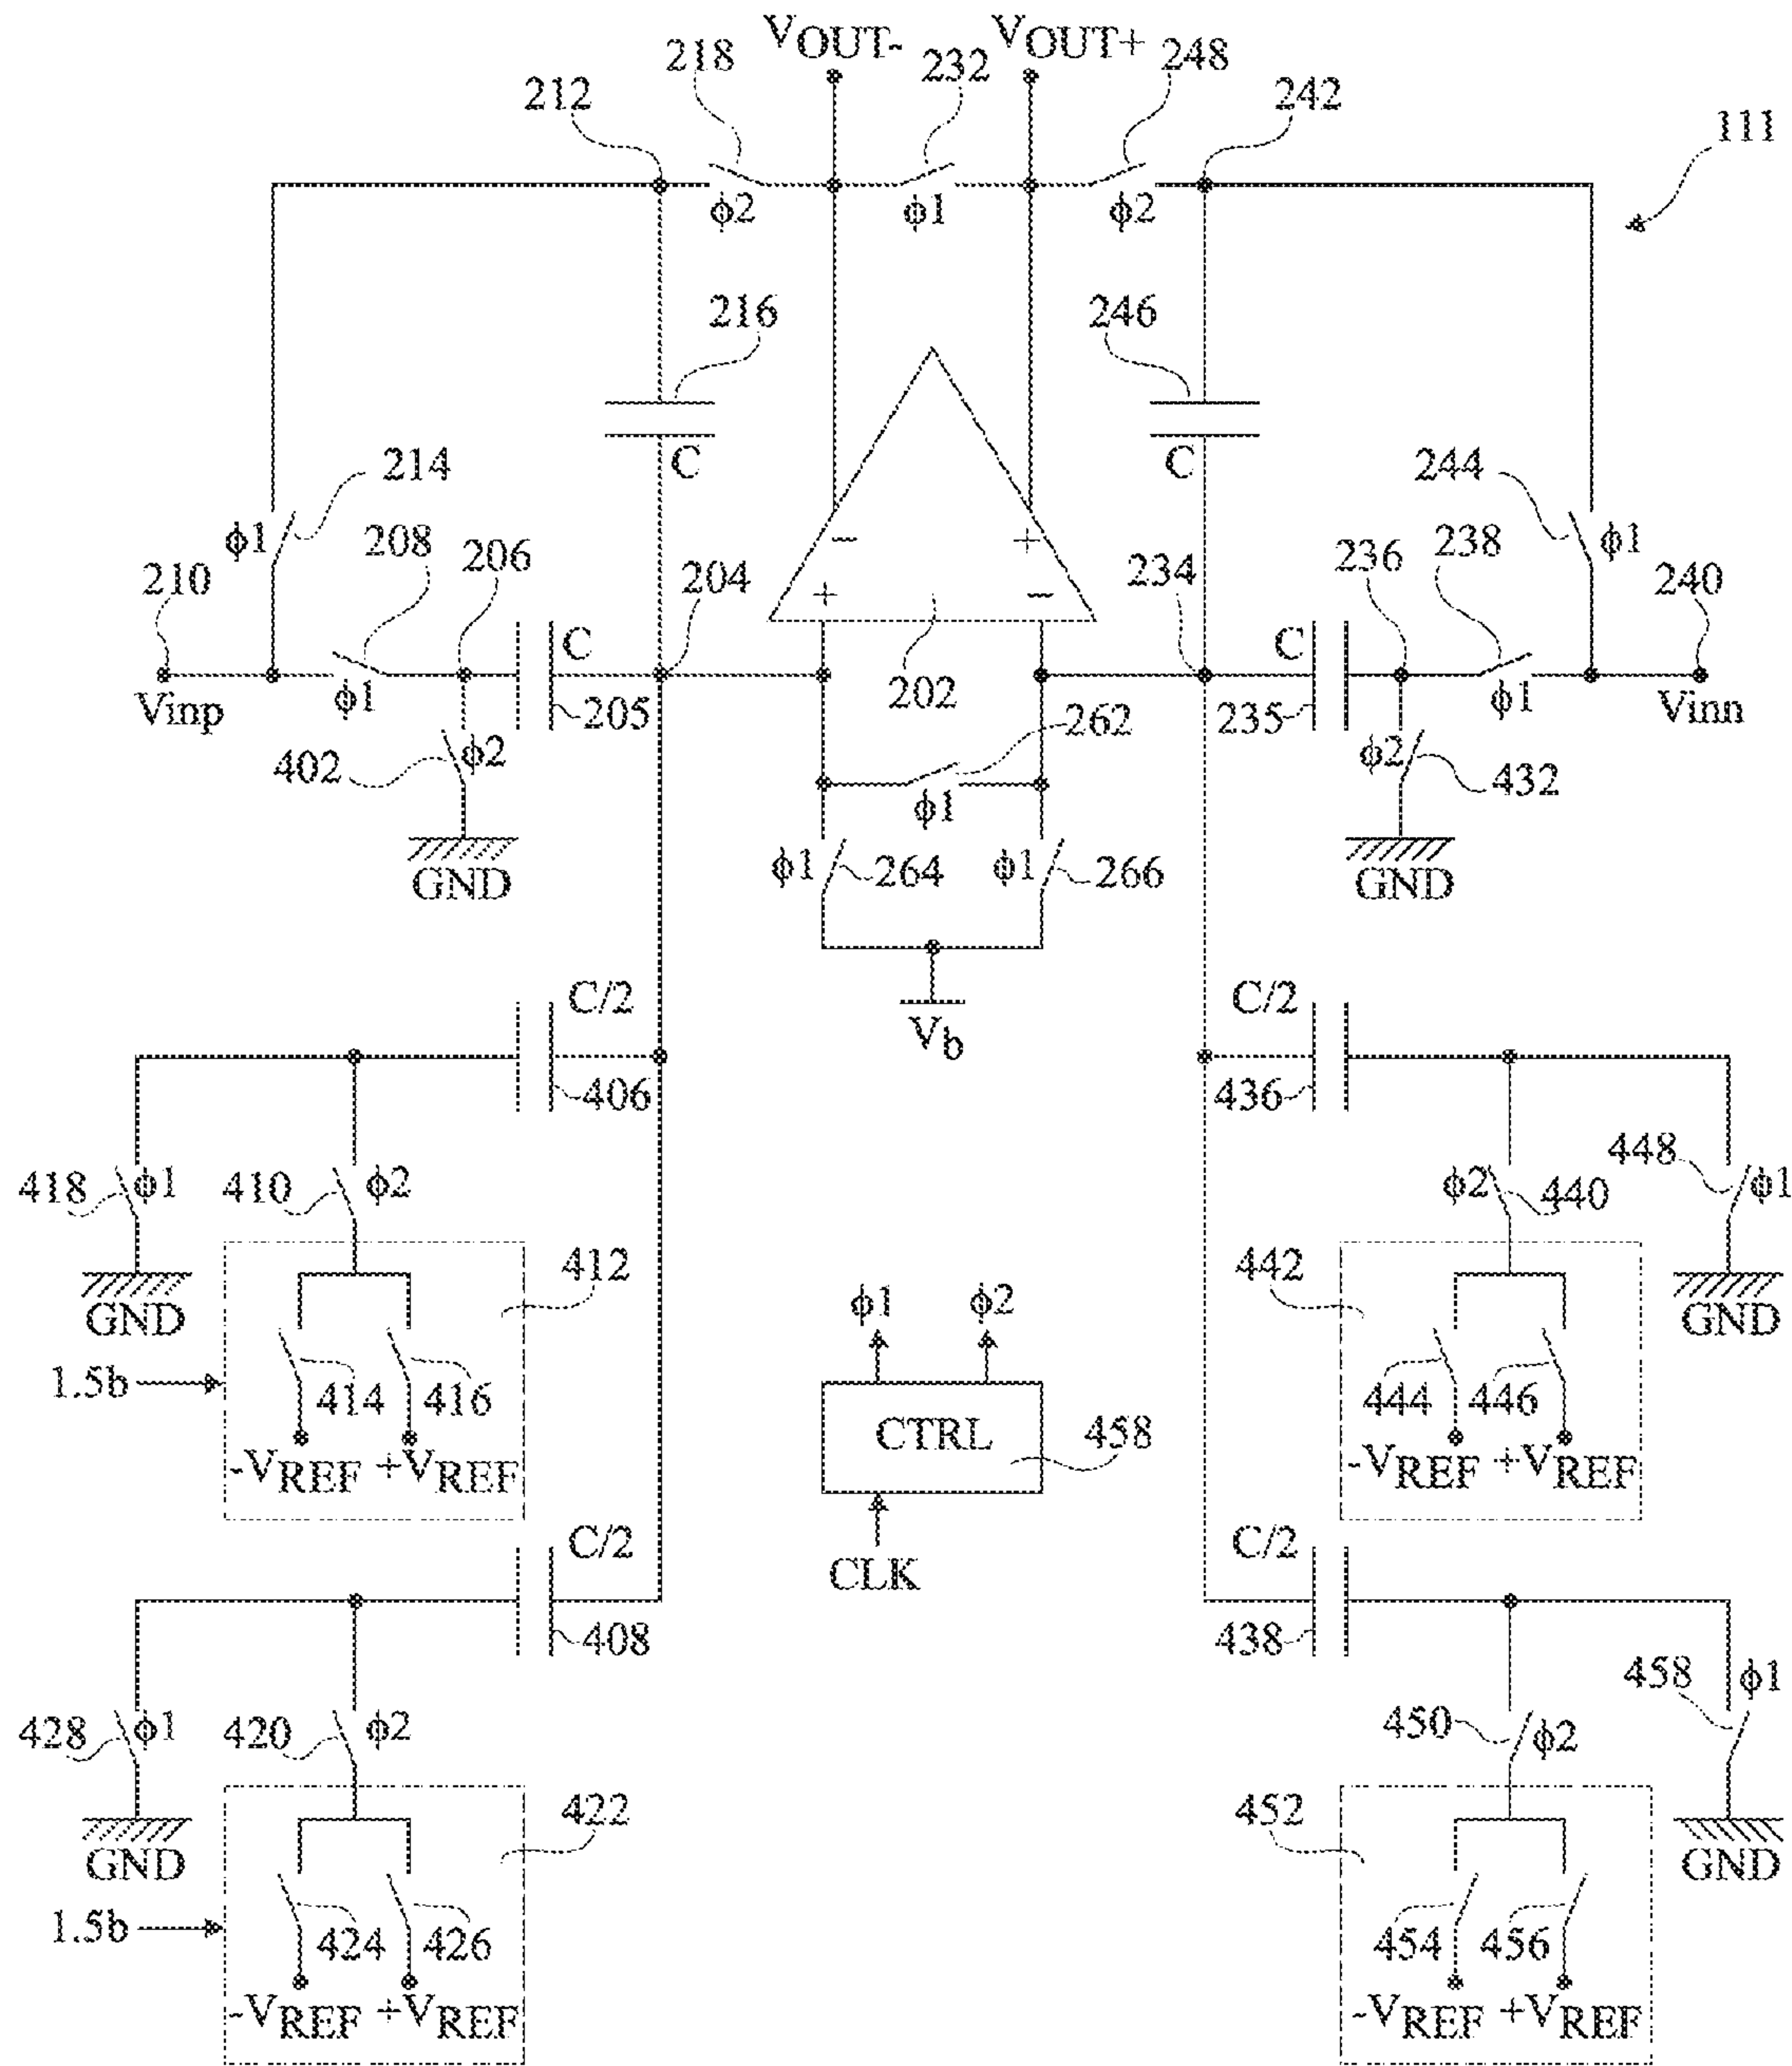 VOUT- VOUT+
218 232 248
212 242
111
ϕ2 ϕ1 ϕ2
216 246
C C
214 244
ϕ1 208 206 204 234 236 238 ϕ1
210 240
- +
+ -
C C
Vinp ϕ1 205 202 235 ϕ1 Vinn
262
402 ϕ2 ϕ2 432
ϕ1
GND ϕ1 264 ϕ1 266 GND
Vb
C/2 C/2
406 436
418 ϕ1 410 ϕ2 ϕ2 440 448 ϕ1
412 442
GND ϕ1 ϕ2 GND
1.5b 414 416 444 446
CTRL 458
-VREF +VREF -VREF +VREF
C/2 C/2
CLK
408 438
428 ϕ1 420 ϕ2 450 ϕ2 458 ϕ1
422 452
GND GND
1.5b 424 426 454 456
-VREF +VREF -VREF +VREF